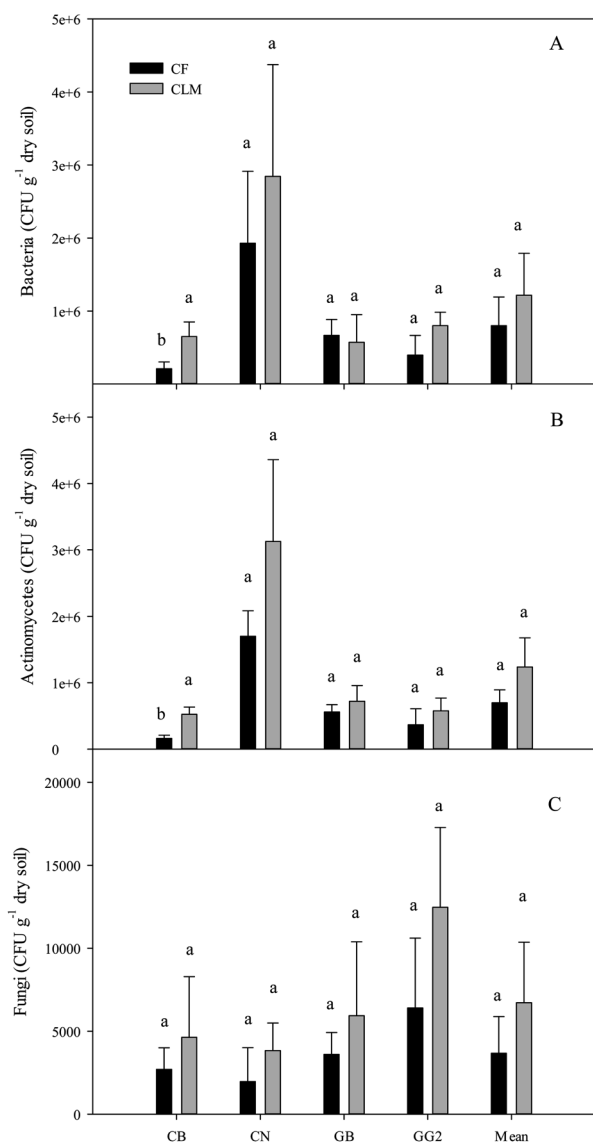 5e+6
A
a
CF
CLM
4e+6
a
3e+6
2e+6
1e+6
b
a
a
a
a
a
a
a
Bacteria (CFU g-1 dry soil)
5e+6
B
a
4e+6
3e+6
a
2e+6
1e+6
b
a
a
a
a
a
a
a
0
Actinomycetes (CFU g-1 dry soil)
20000
C
a
15000
a
10000
a
a
5000
a
a
a
a
a
a
0
Fungi (CFU g-1 dry soil)
CB CN GB GG2 Mean